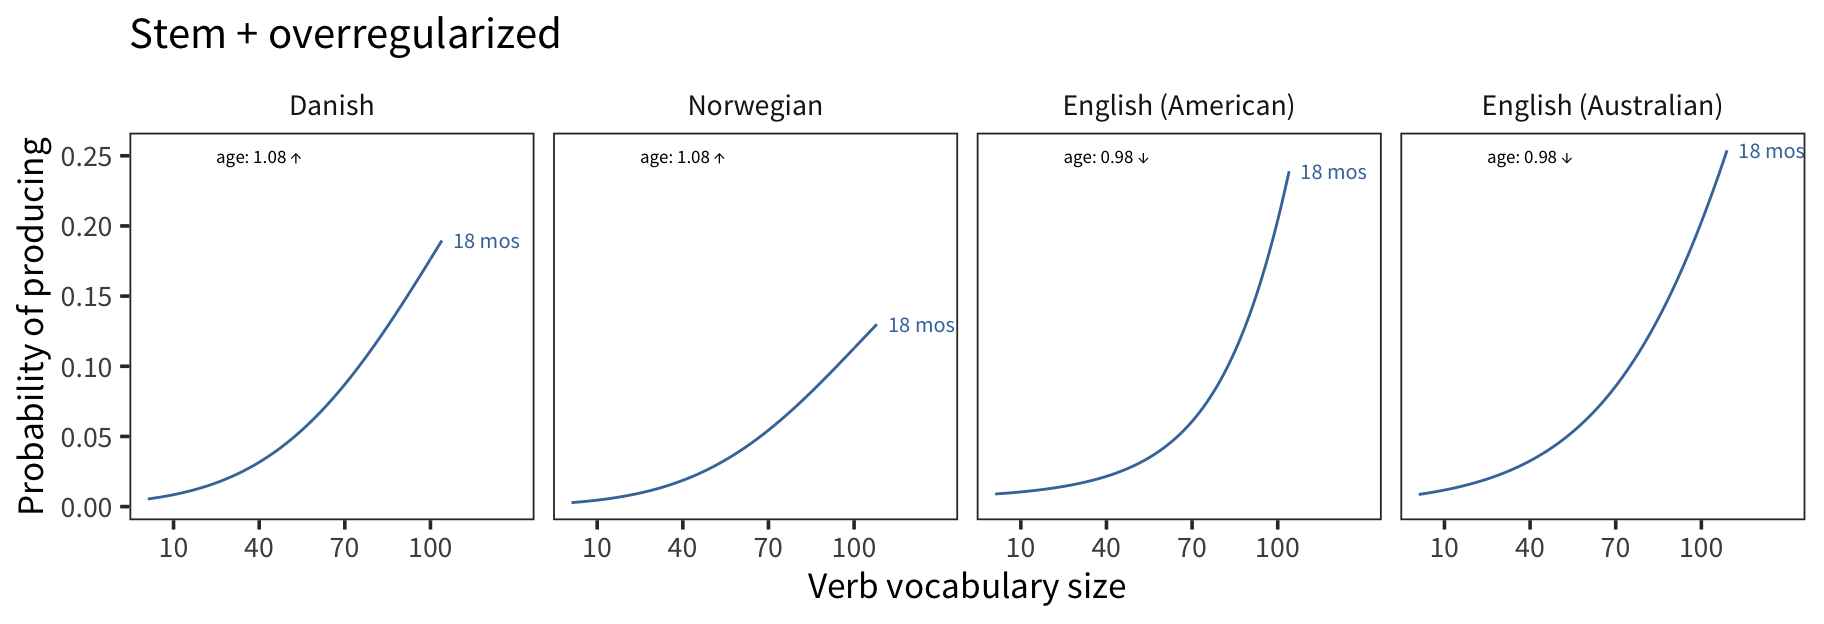 Stem + overregularized
Danish
Norwegian
English (American)
English (Australian)
Probability of producing
0.25
0.20
0.15
0.10
0.05
0.00
age: 1.08 ↑
18 mos
age: 1.08 ↑
18 mos
age: 0.98 ↓
18 mos
age: 0.98 ↓
18 mos
10 40 70 100
10 40 70 100
10 40 70 100
10 40 70 100
Verb vocabulary size